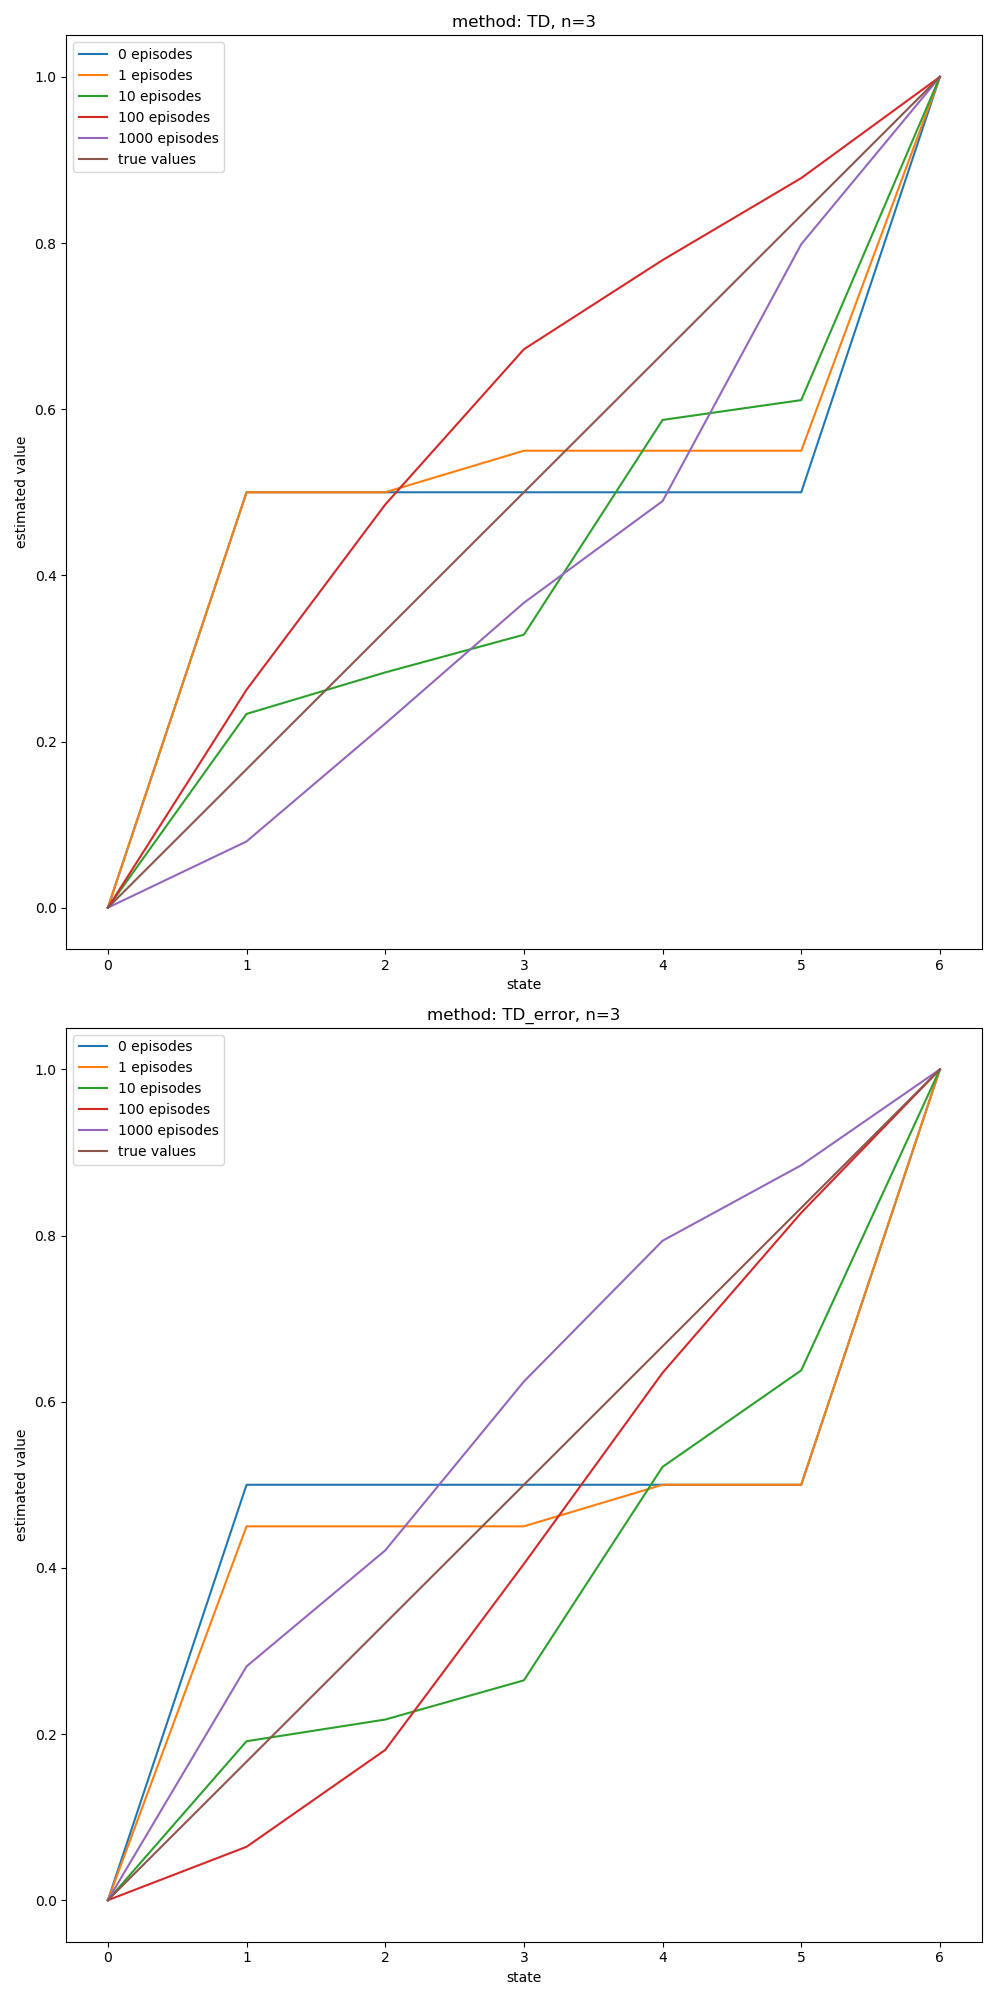 method: TD, n=3
0 episodes
1 episodes
10 episodes
100 episodes
1000 episodes
true values
1.0
0.8
0.6
0.4
0.2
0.0
estimated value
0 1 2 3 4 5 6
state
method: TD_error, n=3
0 episodes
1 episodes
10 episodes
100 episodes
1000 episodes
true values
1.0
0.8
0.6
0.4
0.2
0.0
estimated value
0 1 2 3 4 5 6
state